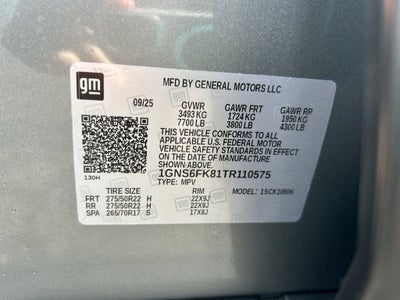 gm
MFD BY GENERAL MOTORS LLC
09/25 GVWR GAWR FRT GAWR RR
3493 KG 1724 KG 1950 KG
7700 LB 3800 LB 4300 LB
THIS VEHICLE CONFORMS TO ALL
APPLICABLE U.S. FEDERAL MOTOR
VEHICLE SAFETY STANDARDS IN
EFFECT ON THE DATE OF MANUFACTURE
SHOWN ABOVE.
1GNS6FK81TR110575
TYPE: MPV
130H
TIRE SIZE RIM MODEL: 15CK10906
FRT 275/50R22 H 22X9J
RR 275/50R22 H 22X9J
SPA 265/70R17 S 17X8J